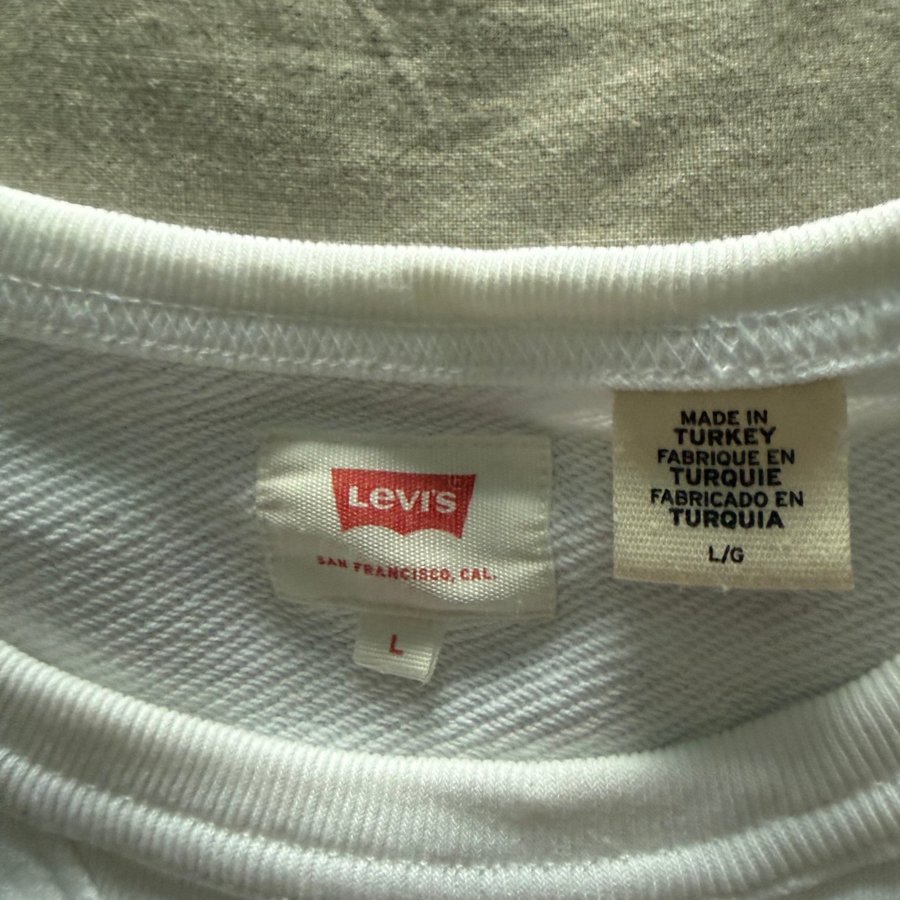 Levi's
SAN FRANCISCO, CAL.
L
MADE IN
TURKEY
FABRIQUE EN
TURQUIE
FABRICADO EN
TURQUIA
L/G